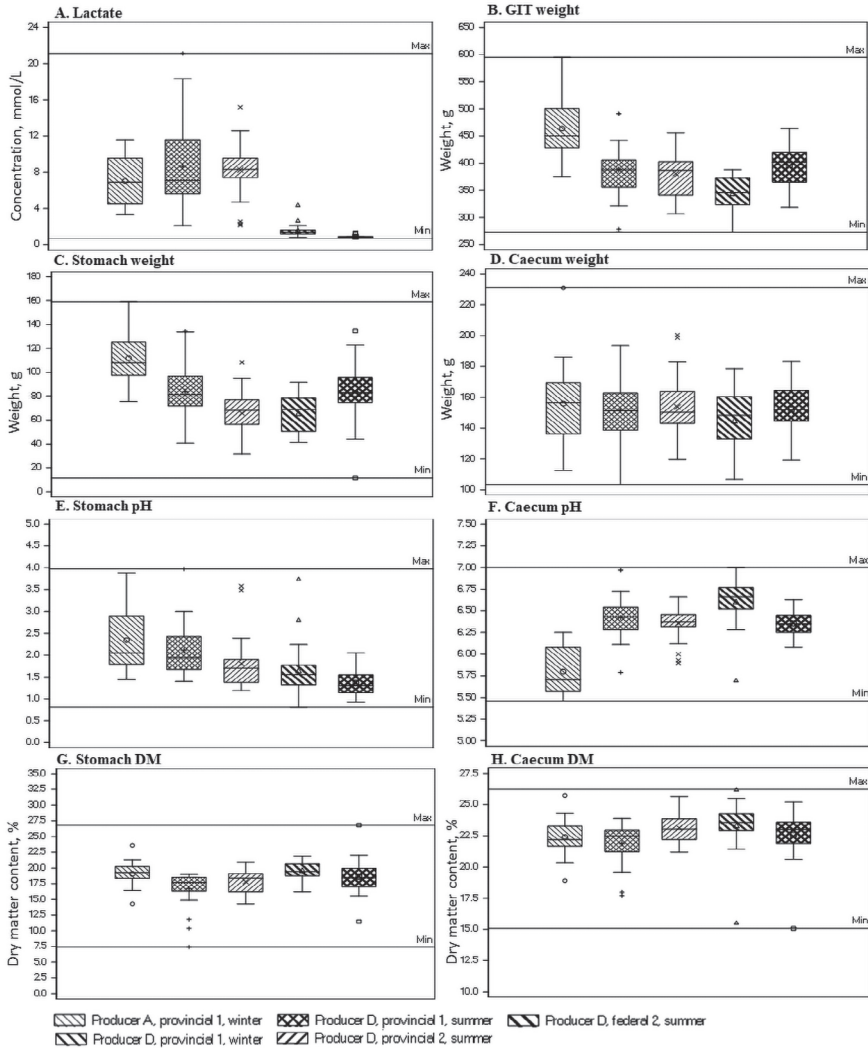 A. Lactate
Concentration, mmol/L
24
20
16
12
8
4
0
Max
Min
B. GIT weight
Weight, g
650
600
550
500
450
400
350
300
250
Max
Min
C. Stomach weight
Weight, g
180
160
140
120
100
80
60
40
20
0
Max
Min
D. Caecum weight
Weight, g
240
220
200
180
160
140
120
100
Max
Min
E. Stomach pH
5.0
4.5
4.0
3.5
3.0
2.5
2.0
1.5
1.0
0.5
0.0
Max
Min
F. Caecum pH
7.50
7.25
7.00
6.75
6.50
6.25
6.00
5.75
5.50
5.25
5.00
Max
Min
G. Stomach DM
Dry matter content, %
35.0
32.5
30.0
27.5
25.0
22.5
20.0
17.5
15.0
12.5
10.0
7.5
5.0
2.5
0.0
Max
Min
H. Caecum DM
Dry matter content, %
27.5
25.0
22.5
20.0
17.5
15.0
12.5
10.0
Max
Min
Producer A, provincial 1, winter
Producer D, provincial 1, summer
Producer D, federal 2, summer
Producer D, provincial 1, winter
Producer D, provincial 2, summer